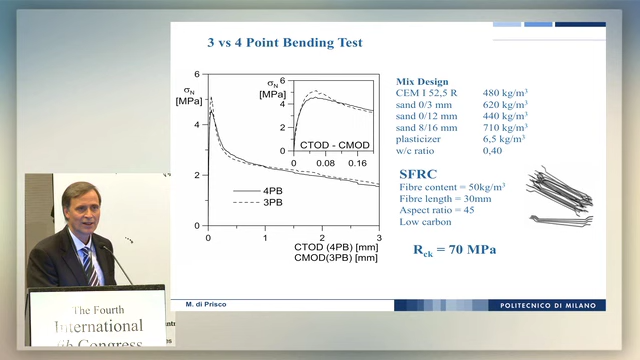 3 vs 4 Point Bending Test
σN
[MPa]
6
4
2
0
0
1
2
3
σN
[MPa]
6
4
2
0
0
0.08
0.16
CTOD - CMOD
4PB
3PB
CTOD (4PB) [mm]
CMOD(3PB) [mm]
Mix Design
CEM I 52,5 R 480 kg/m³
sand 0/3 mm 620 kg/m³
sand 0/12 mm 440 kg/m³
sand 8/16 mm 710 kg/m³
plasticizer 6,5 kg/m³
w/c ratio 0,40
SFRC
Fibre content = 50kg/m³
Fibre length = 30mm
Aspect ratio = 45
Low carbon
Rck = 70 MPa
M. di Prisco
POLITECNICO DI MILANO
The Fourth
International
fib Congress